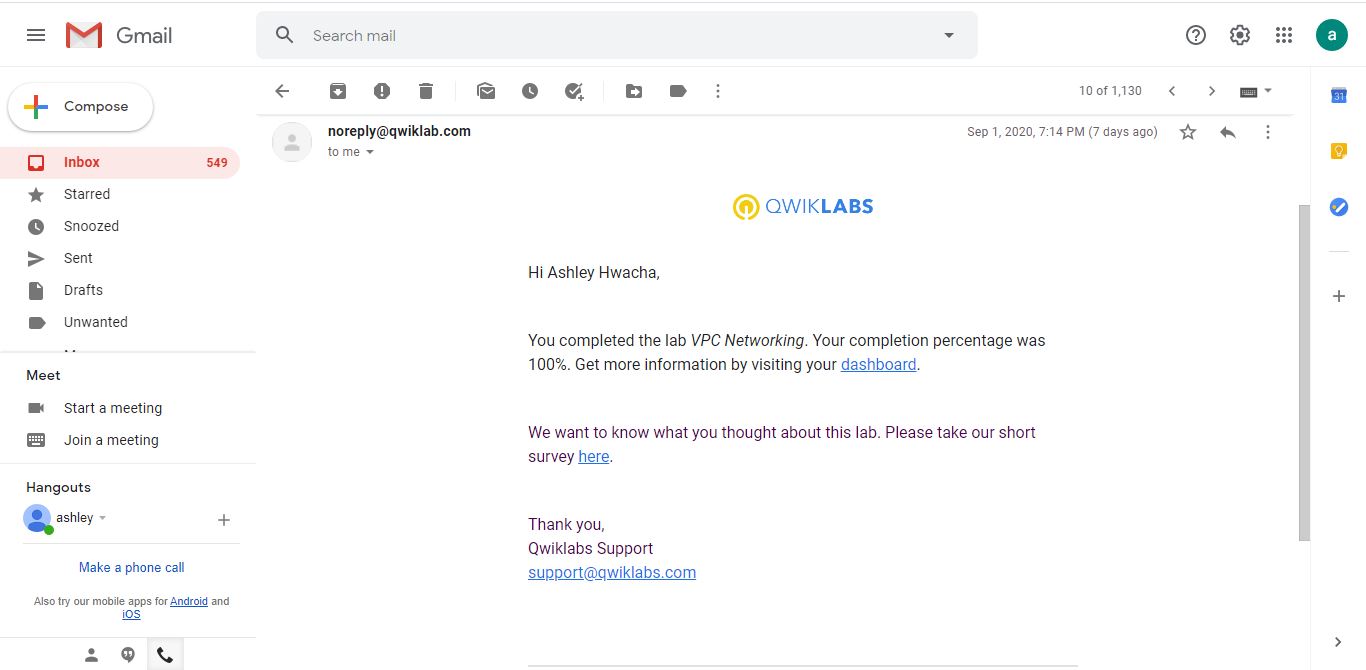 Gmail
Search mail
a
Compose
10 of 1,130
31
noreply@qwiklab.com
Sep 1, 2020, 7:14 PM (7 days ago)
to me
Inbox 549
Starred
Snoozed
Sent
Drafts
Unwanted
Meet
Start a meeting
Join a meeting
Hangouts
ashley
Make a phone call
Also try our mobile apps for Android and
iOS
QWIKLABS
Hi Ashley Hwacha,
You completed the lab VPC Networking. Your completion percentage was
100%. Get more information by visiting your dashboard.
We want to know what you thought about this lab. Please take our short
survey here.
Thank you,
Qwiklabs Support
support@qwiklabs.com